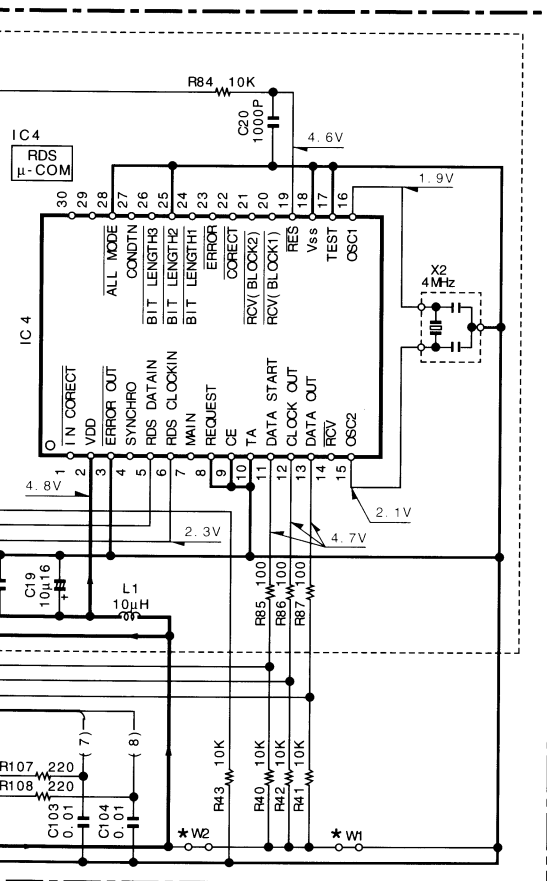 R84 10K
C20
1000P
4.6V
IC4
RDS
μ-COM
1.9V
30
29
28
27
26
25
24
23
22
21
20
19
18
17
16
ALL MODE
CONDTN
BIT LENGTH3
BIT LENGTH2
BIT LENGTH1
ERROR
CORECT
RCV(BLOCK2)
RCV(BLOCK1)
RES
Vss
TEST
OSC1
X2
4MHz
IC4
IN CORECT
VDD
ERROR OUT
SYNCHRO
RDS DATAIN
RDS CLOCKIN
MAIN
REQUEST
CE
TA
DATA START
CLOCK OUT
DATA OUT
RCV
OSC2
1
2
3
4
5
6
7
8
9
10
11
12
13
14
15
4.8V
2.3V
4.7V
2.1V
C19
10μ16
+
L1
10μH
R85 100
R86 100
R87 100
(7)
(8)
R107 220
R108 220
C103
0.01
C104
0.01
R43 10K
R40 10K
R42 10K
R41 10K
*W2
*W1